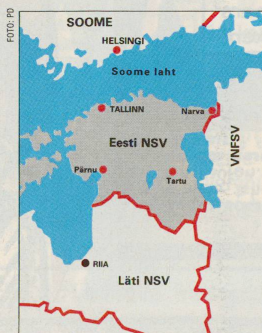 FOTO: PD
SOOME
HELSINGI
Soome laht
TALLINN
Narva
Eesti NSV
VNFSV
Pärnu
Tartu
RIIA
Läti NSV